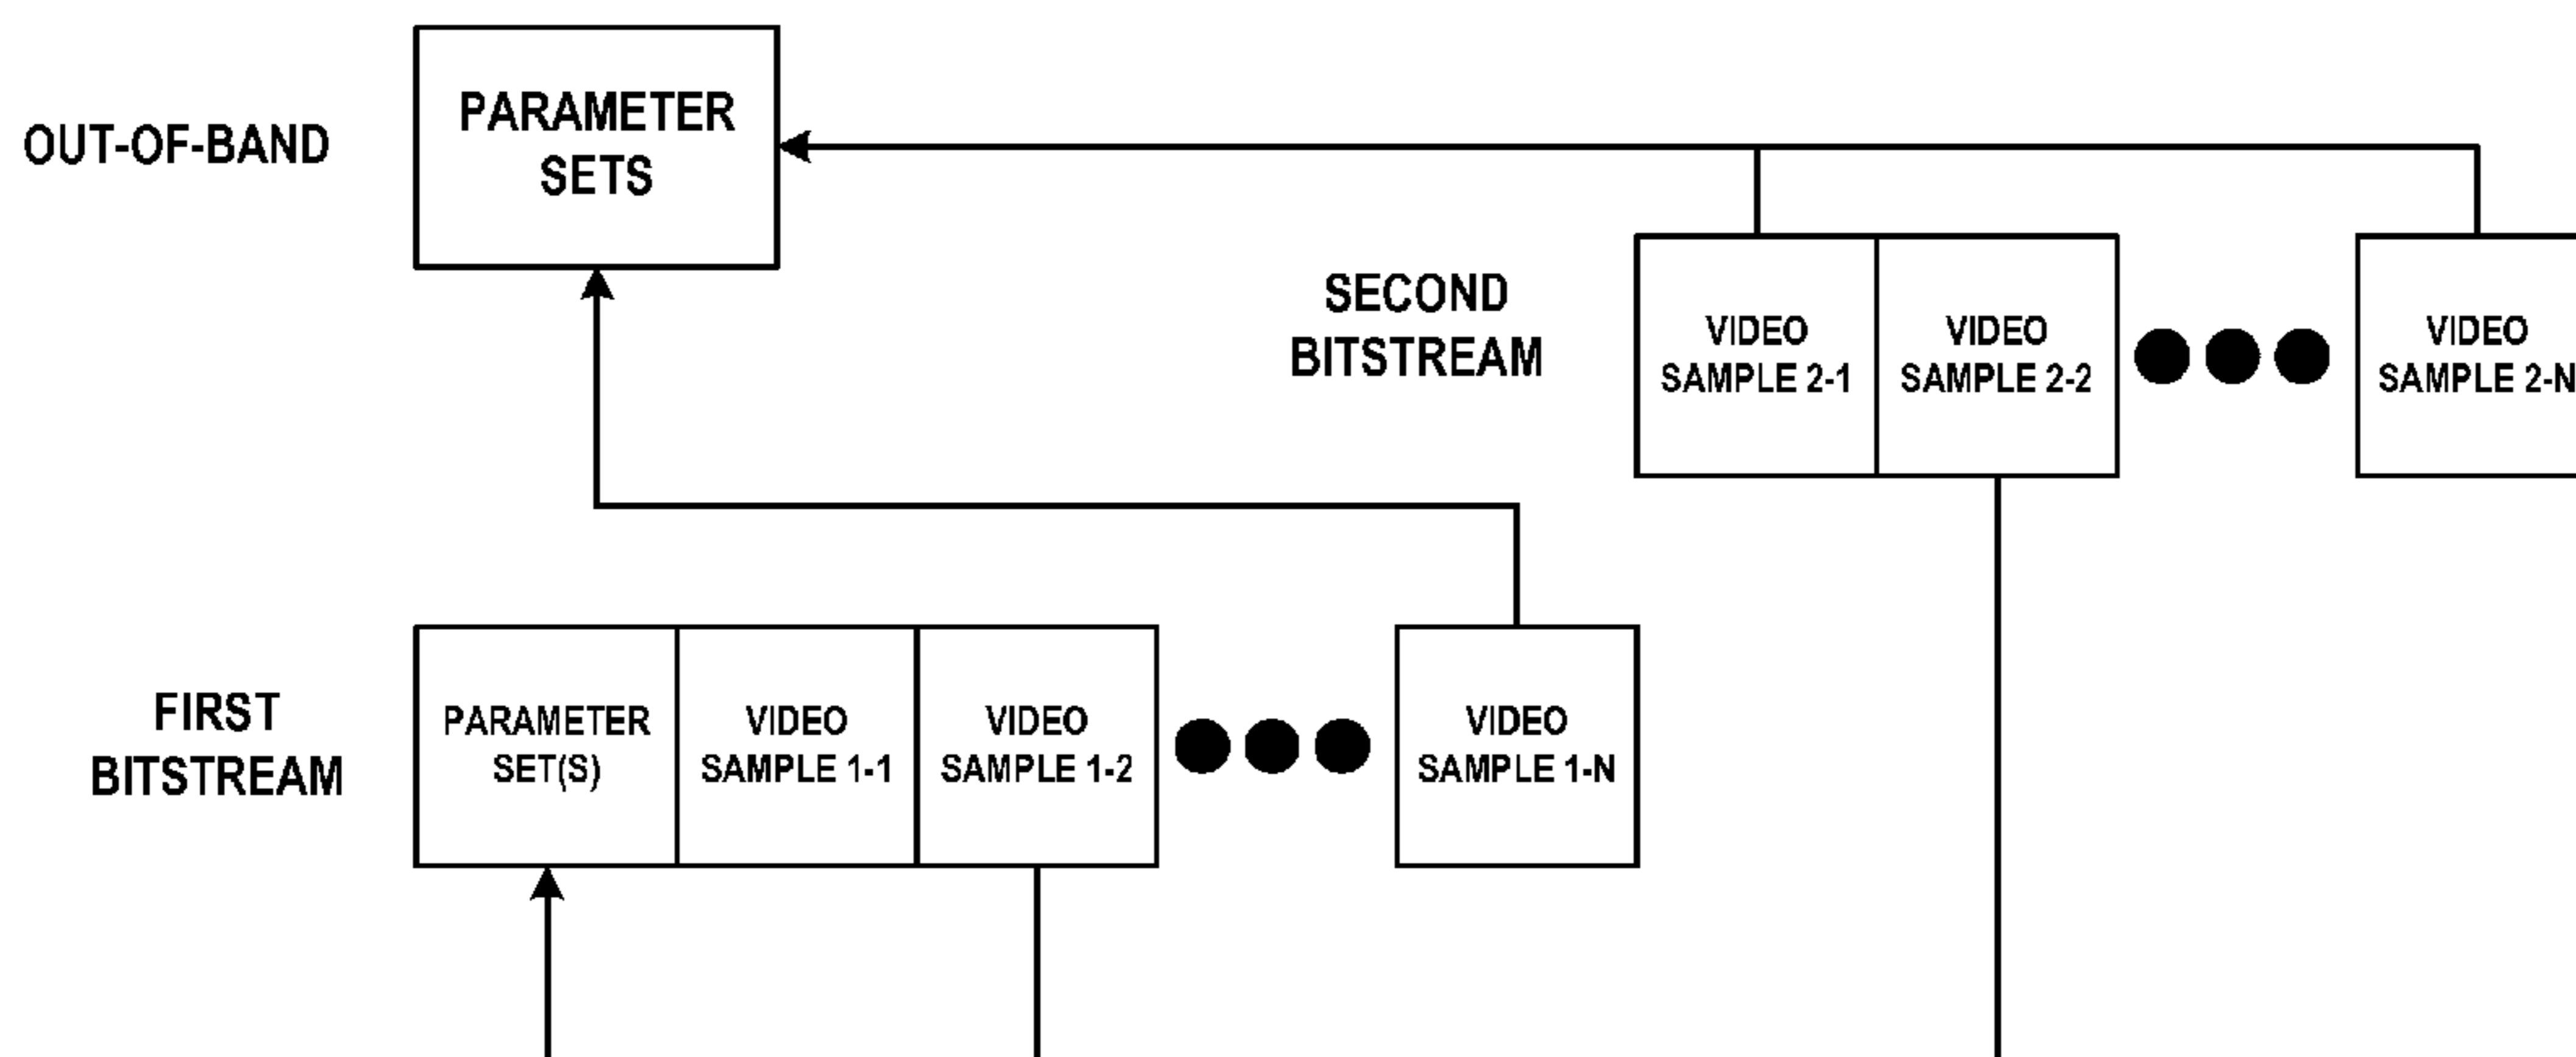 PARAMETER
SETS
OUT-OF-BAND
SECOND
BITSTREAM
VIDEO
SAMPLE 2-1
VIDEO
SAMPLE 2-2
VIDEO
SAMPLE 2-N
FIRST
BITSTREAM
PARAMETER
SET(S)
VIDEO
SAMPLE 1-1
VIDEO
SAMPLE 1-2
VIDEO
SAMPLE 1-N